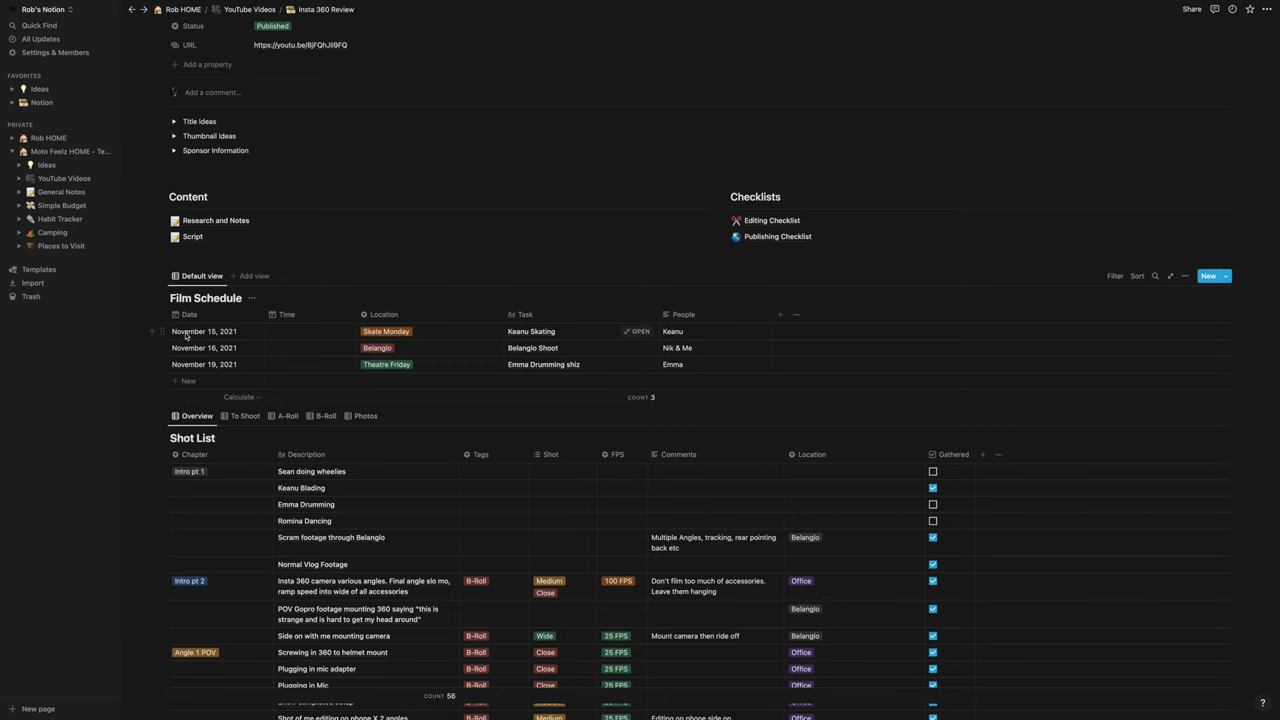 Rob's Notion
Rob HOME / YouTube Videos / Insta 360 Review
Share
Quick Find
All Updates
Settings & Members
FAVORITES
Ideas
Notion
PRIVATE
Rob HOME
Moto Feelz HOME - Te...
Ideas
YouTube Videos
General Notes
Simple Budget
Habit Tracker
Camping
Places to Visit
Templates
Import
Trash
New page
Status Published
URL
Add a property
Add a comment...
Title Ideas
Thumbnail Ideas
Sponsor Information
Content
Research and Notes
Script
Checklists
Editing Checklist
Publishing Checklist
Default view Add view Filter Sort New
Film Schedule
Date Time Location Task People
November 15, 2021 Skate Monday Keanu Skating OPEN Keanu
November 16, 2021 Belanglo Belanglo Shoot Nik & Me
November 19, 2021 Theatre Friday Emma Drumming shiz Emma
New
Calculate COUNT 3
Overview To Shoot A-Roll B-Roll Photos
Shot List
Chapter Description Tags Shot FPS Comments Location Gathered
Intro pt 1 Sean doing wheelies
Keanu Blading
Emma Drumming
Romina Dancing
Scram footage through Belanglo Multiple Angles, tracking, rear pointing Belanglo
back etc
Normal Vlog Footage
Intro pt 2 Insta 360 camera various angles. Final angle slo mo, B-Roll Medium 100 FPS Don't film too much of accessories. Office
ramp speed into wide of all accessories Close Leave them hanging
POV Gopro footage mounting 360 saying "this is Belanglo
strange and is hard to get my head around"
Side on with me mounting camera B-Roll Wide 25 FPS Mount camera then ride off Belanglo
Angle 1 POV Screwing in 360 to helmet mount B-Roll Close 25 FPS Office
Plugging in mic adapter B-Roll Close 25 FPS Office
Plugging in Mic B-Roll Close 25 FPS Office
COUNT 56
Show completed setup
Shot of me editing on phone X 2 angles B-Roll Medium 25 FPS Editing on phone side on Office